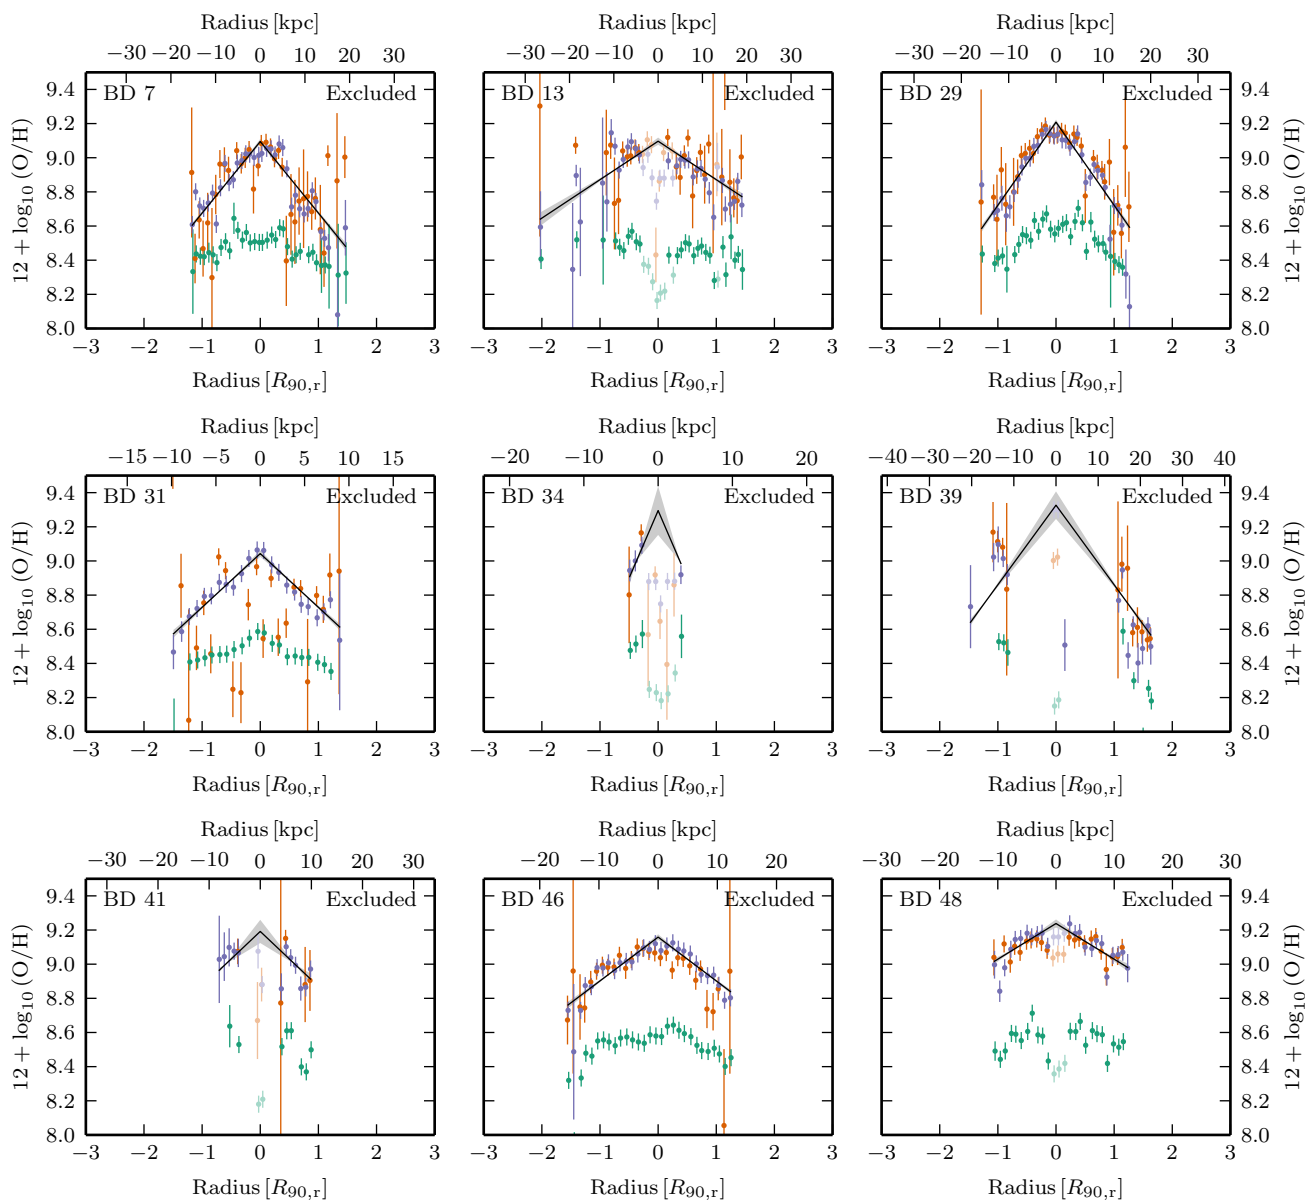 Radius [kpc] Radius [kpc] Radius [kpc]
−30 −20 −10 0 10 20 30 −30 −20 −10 0 10 20 30 −30 −20 −10 0 10 20 30
BD 7 Excluded BD 13 Excluded BD 29 Excluded
9.4 9.2 9.0 8.8 8.6 8.4 8.2 8.0
12 + log₁₀ (O/H)
9.4 9.2 9.0 8.8 8.6 8.4 8.2 8.0
12 + log₁₀ (O/H)
−3 −2 −1 0 1 2 3 −3 −2 −1 0 1 2 3 −3 −2 −1 0 1 2 3
Radius [R₉₀,ᵣ] Radius [R₉₀,ᵣ] Radius [R₉₀,ᵣ]
Radius [kpc] Radius [kpc] Radius [kpc]
−15 −10 −5 0 5 10 15 −20 −10 0 10 20 −40 −30 −20 −10 0 10 20 30 40
BD 31 Excluded BD 34 Excluded BD 39 Excluded
9.4 9.2 9.0 8.8 8.6 8.4 8.2 8.0
12 + log₁₀ (O/H)
9.4 9.2 9.0 8.8 8.6 8.4 8.2 8.0
12 + log₁₀ (O/H)
−3 −2 −1 0 1 2 3 −3 −2 −1 0 1 2 3 −3 −2 −1 0 1 2 3
Radius [R₉₀,ᵣ] Radius [R₉₀,ᵣ] Radius [R₉₀,ᵣ]
Radius [kpc] Radius [kpc] Radius [kpc]
−30 −20 −10 0 10 20 30 −20 −10 0 10 20 −30 −20 −10 0 10 20 30
BD 41 Excluded BD 46 Excluded BD 48 Excluded
9.4 9.2 9.0 8.8 8.6 8.4 8.2 8.0
12 + log₁₀ (O/H)
9.4 9.2 9.0 8.8 8.6 8.4 8.2 8.0
12 + log₁₀ (O/H)
−3 −2 −1 0 1 2 3 −3 −2 −1 0 1 2 3 −3 −2 −1 0 1 2 3
Radius [R₉₀,ᵣ] Radius [R₉₀,ᵣ] Radius [R₉₀,ᵣ]